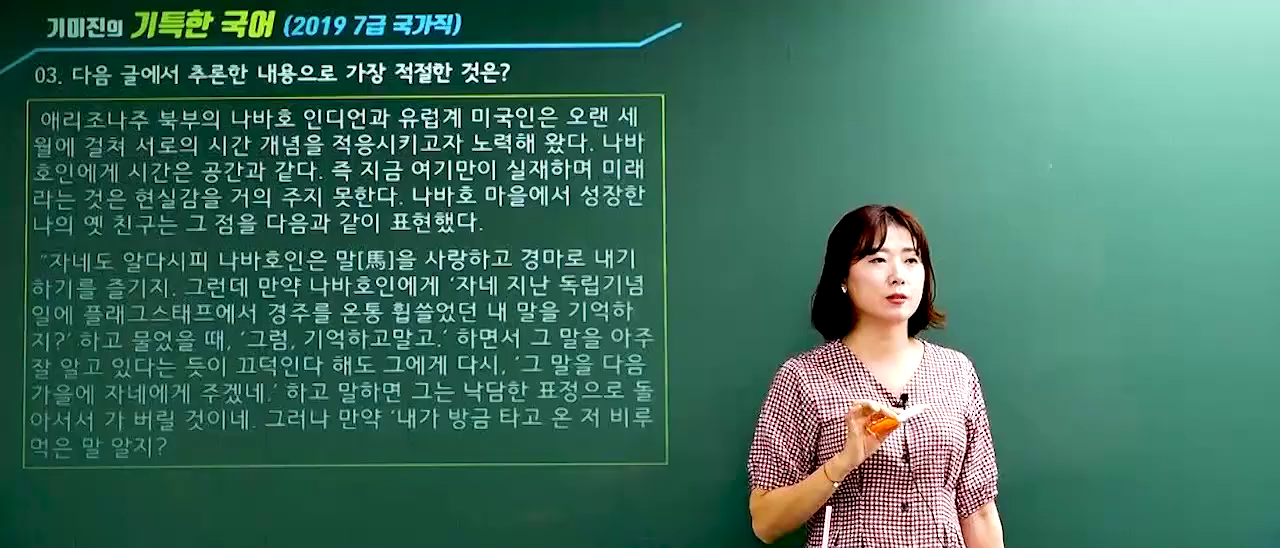 기미진의 기특한 국어 (2019 7급 국가직)
03. 다음 글에서 추론한 내용으로 가장 적절한 것은?
애리조나주 북부의 나바호 인디언과 유럽계 미국인은 오랜 세
월에 걸쳐 서로의 시간 개념을 적응시키고자 노력해 왔다. 나바
호인에게 시간은 공간과 같다. 즉 지금 여기만이 실재하며 미래
라는 것은 현실감을 거의 주지 못한다. 나바호 마을에서 성장한
나의 옛 친구는 그 점을 다음과 같이 표현했다.
"자네도 알다시피 나바호인은 말[馬]을 사랑하고 경마로 내기
하기를 즐기지. 그런데 만약 나바호인에게 '자네 지난 독립기념
일에 플래그스태프에서 경주를 온통 휩쓸었던 내 말을 기억하
지?' 하고 물었을 때, '그럼, 기억하고말고.' 하면서 그 말을 아주
잘 알고 있다는 듯이 끄덕인다 해도 그에게 다시, '그 말을 다음
가을에 자네에게 주겠네.' 하고 말하면 그는 낙담한 표정으로 돌
아서서 가 버릴 것이네. 그러나 만약 '내가 방금 타고 온 저 비루
먹은 말 알지?